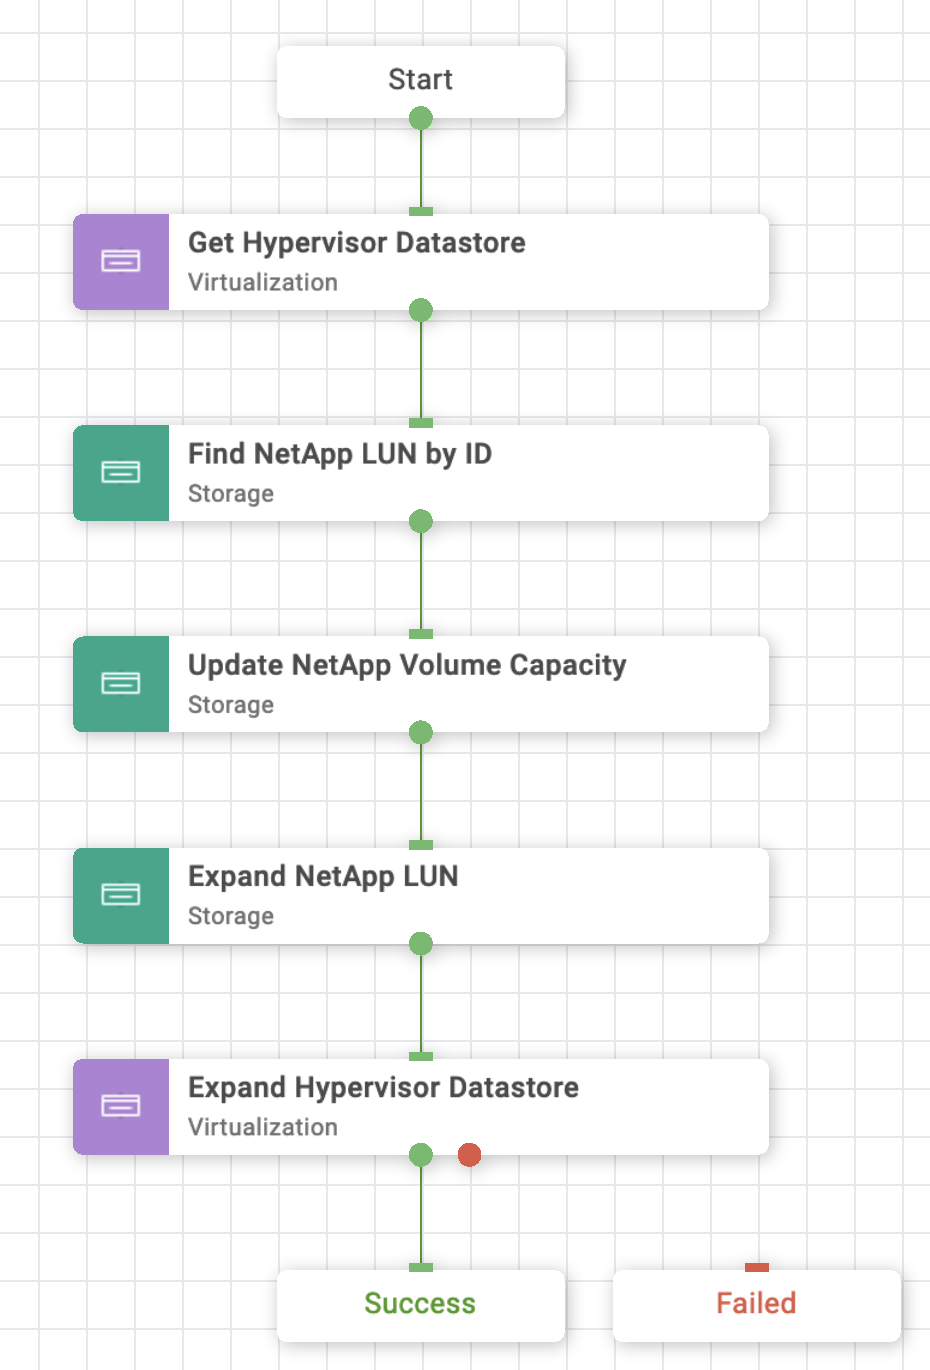 Start
Get Hypervisor Datastore
Virtualization
Find NetApp LUN by ID
Storage
Update NetApp Volume Capacity
Storage
Expand NetApp LUN
Storage
Expand Hypervisor Datastore
Virtualization
Success
Failed